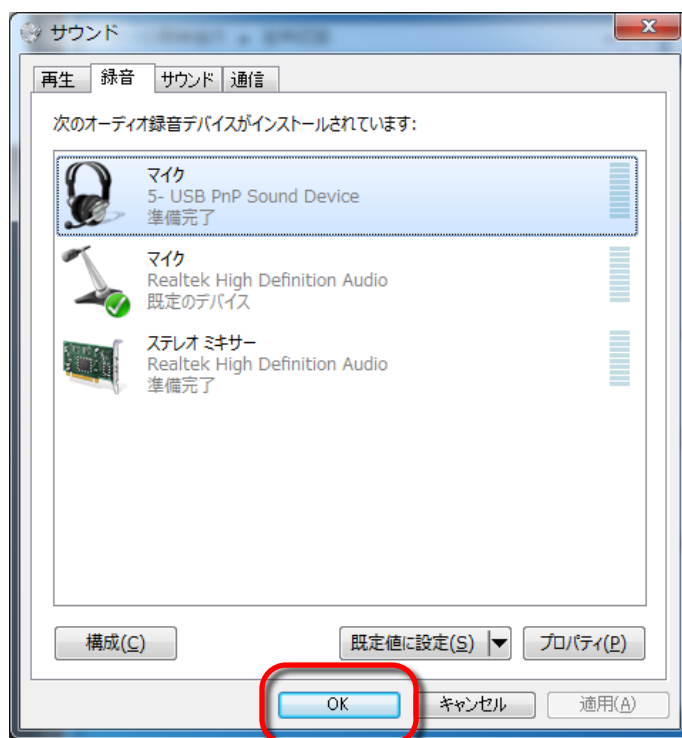 サウンド
再生 録音 サウンド 通信
次のオーディオ録音デバイスがインストールされています:
マイク
5- USB PnP Sound Device
準備完了
マイク
Realtek High Definition Audio
既定のデバイス
ステレオ ミキサー
Realtek High Definition Audio
準備完了
構成(C) 既定値に設定(S) プロパティ(P)
OK キャンセル 適用(A)